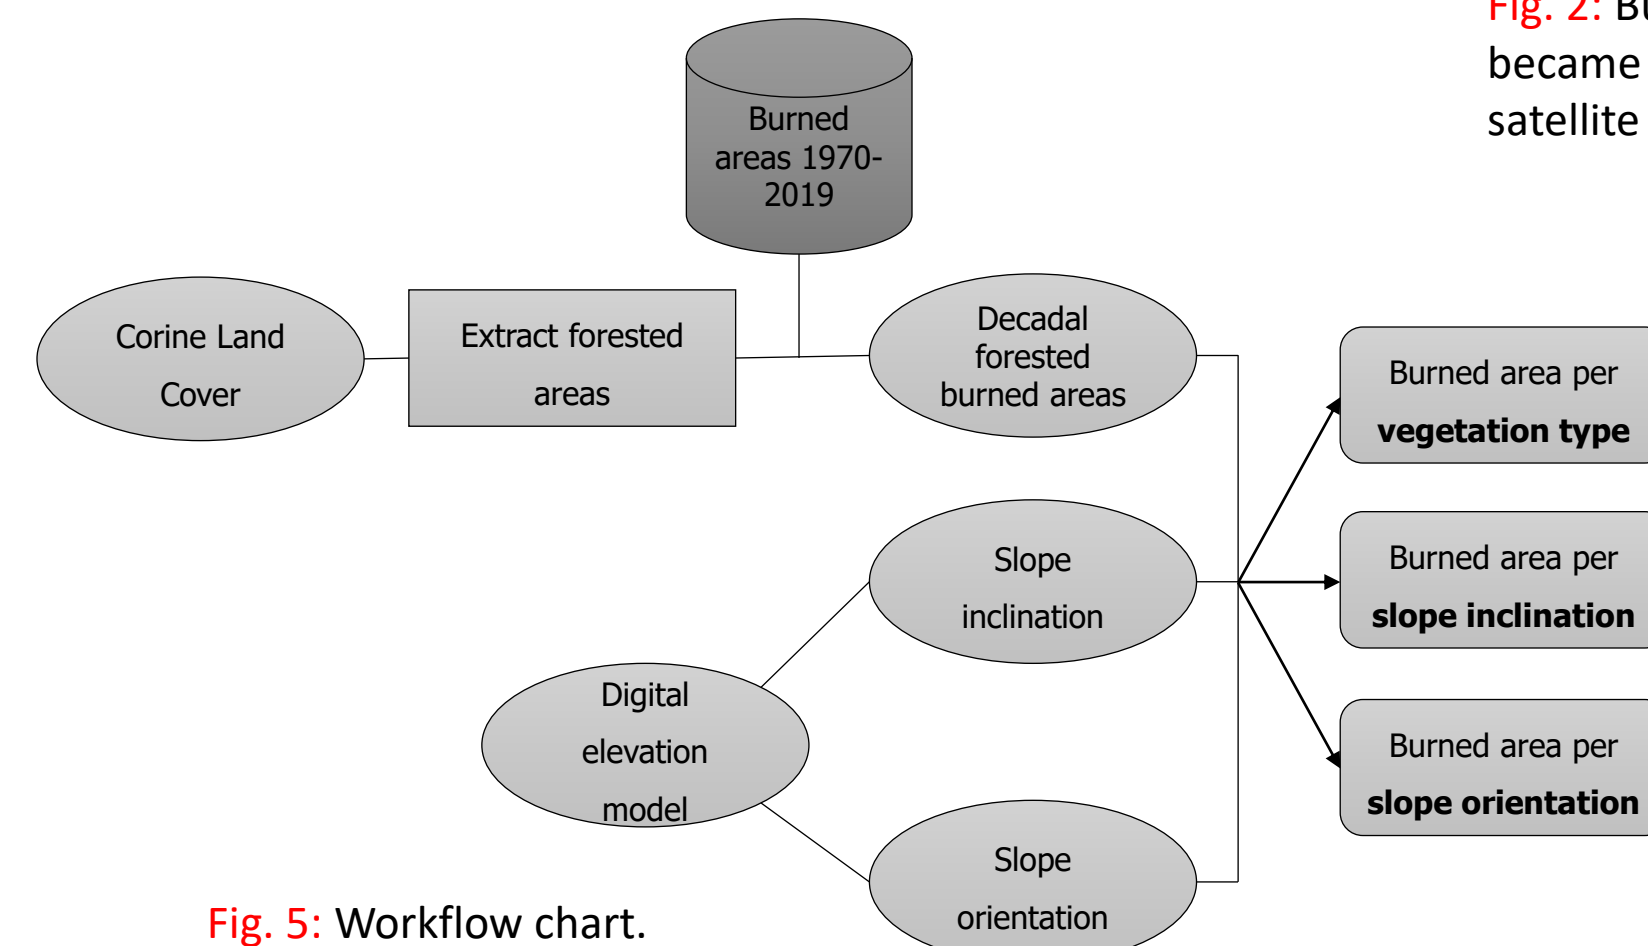 Fig. 2:
became
satellite
Burned
areas 1970-
2019
Corine Land
Cover
Extract forested
areas
Decadal
forested
burned areas
Burned area per
vegetation type
Slope
inclination
Burned area per
slope inclination
Digital
elevation
model
Burned area per
slope orientation
Slope
orientation
Fig. 5: Workflow chart.